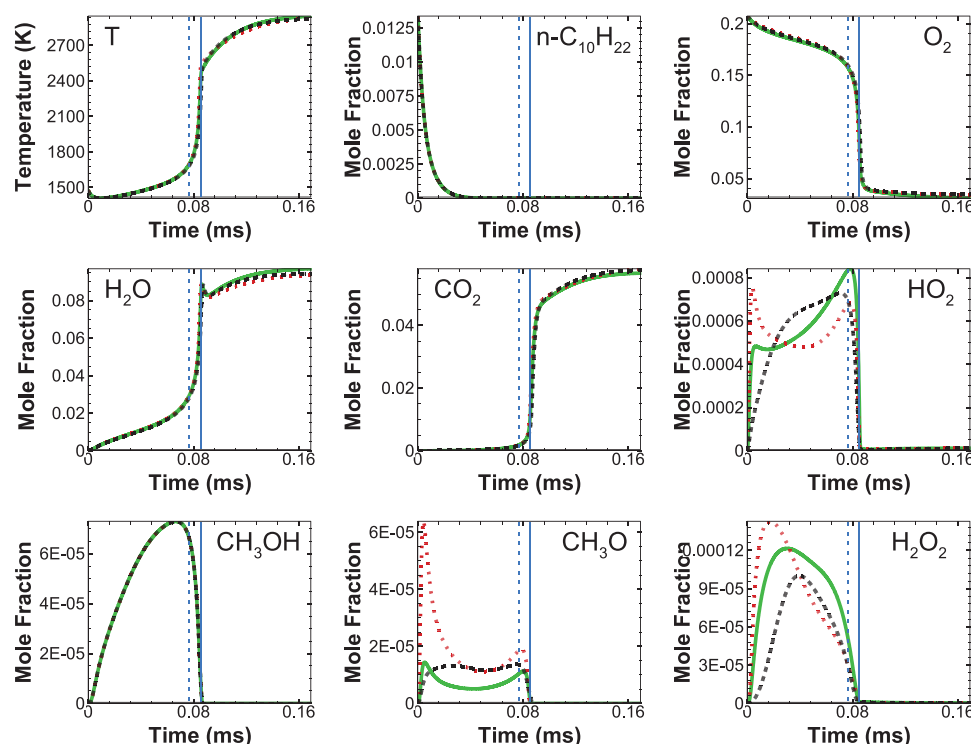 T
Temperature (K)
2700
2400
2100
1800
1500
0
0.08
0.16
Time (ms)
n-C10H22
Mole Fraction
0.0125
0.01
0.0075
0.005
0.0025
0
0
0.08
0.16
Time (ms)
O2
Mole Fraction
0.2
0.15
0.1
0.05
0
0.08
0.16
Time (ms)
H2O
Mole Fraction
0.08
0.06
0.04
0.02
0
0
0.08
0.16
Time (ms)
CO2
Mole Fraction
0.04
0.02
0
0
0.08
0.16
Time (ms)
HO2
Mole Fraction
0.0008
0.0006
0.0004
0.0002
0
0
0.08
0.16
Time (ms)
CH3OH
Mole Fraction
6E-05
4E-05
2E-05
0
0
0.08
0.16
Time (ms)
CH3O
Mole Fraction
6E-05
4E-05
2E-05
0
0
0.08
0.16
Time (ms)
H2O2
Mole Fraction
0.00012
9E-05
6E-05
3E-05
0
0
0.08
0.16
Time (ms)